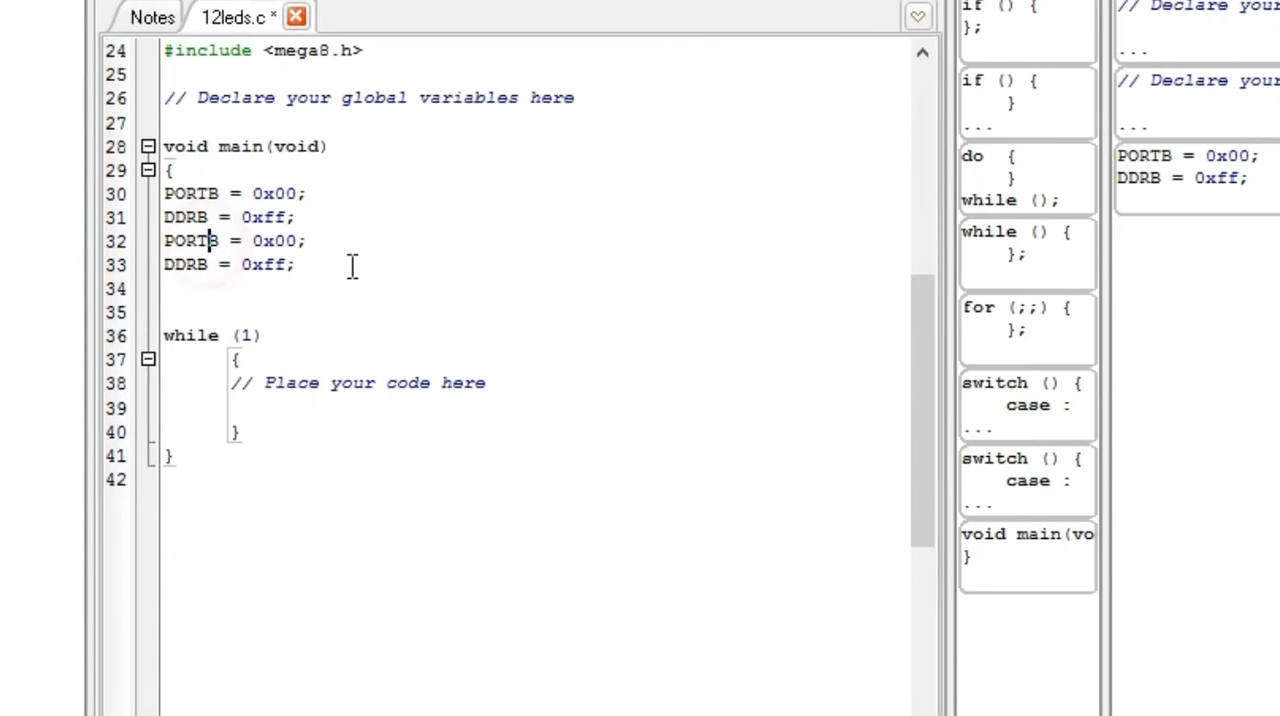 Notes 12leds.c *
24 #include <mega8.h>
25
26 // Declare your global variables here
27
28 void main(void)
29 {
30 PORTB = 0x00;
31 DDRB = 0xff;
32 PORTB = 0x00;
33 DDRB = 0xff;
34
35
36 while (1)
37 {
38 // Place your code here
39
40 }
41 }
42
if () {
};
if () {
}
...
do {
}
while ();
while () {
};
for (;;) {
};
switch () {
case :
...
switch () {
case :
...
void main(vo
}
// Declare your
...
// Declare your
...
PORTB = 0x00;
DDRB = 0xff;